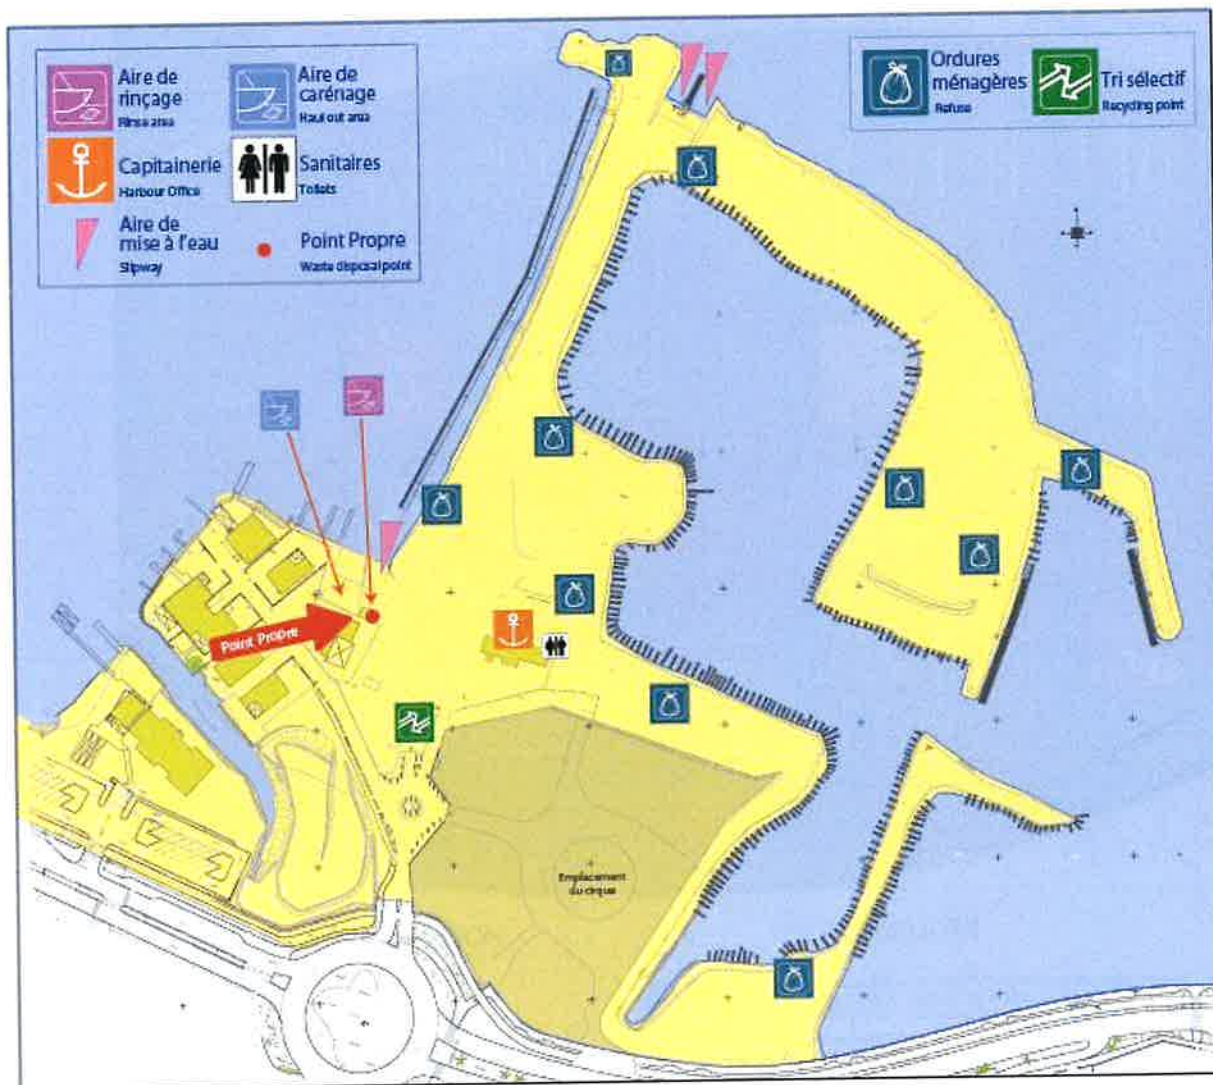 Aire de
rinçage
Rinse area
Aire de
carénage
Haul out area
Capitainerie
Harbour Office
Sanitaires
Toilets
Aire de
mise à l'eau
Slipway
Point Propre
Waste disposal point
Ordures
ménagères
Refuse
Tri sélectif
Recycling point
Point Propre
Emplacement
du cirque